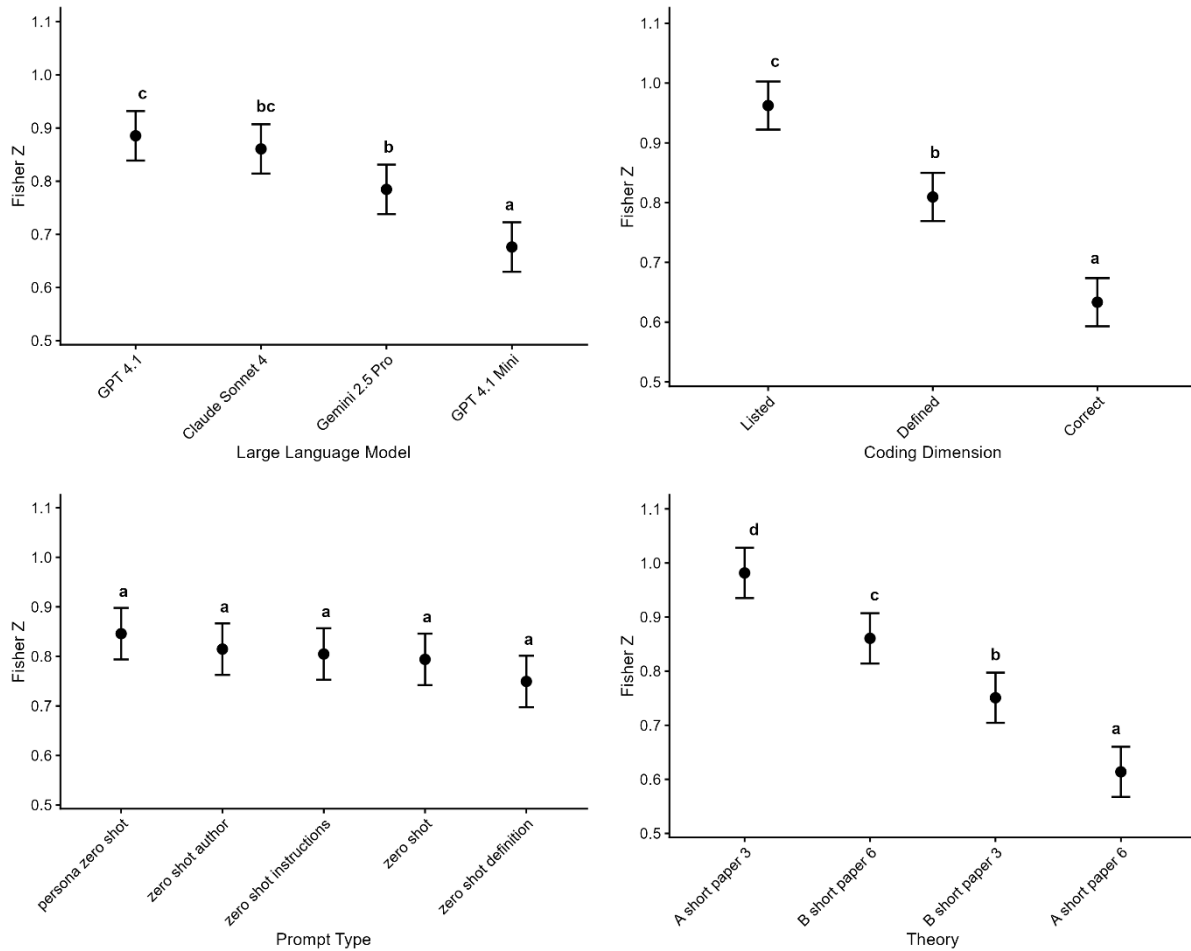 1.1
1.0
0.9
0.8
0.7
0.6
0.5
Fisher Z
c
bc
b
a
GPT 4.1
Claude Sonnet 4
Gemini 2.5 Pro
GPT 4.1 Mini
Large Language Model
1.1
1.0
0.9
0.8
0.7
0.6
0.5
Fisher Z
c
b
a
Listed
Defined
Correct
Coding Dimension
1.1
1.0
0.9
0.8
0.7
0.6
0.5
Fisher Z
a
a
a
a
a
persona zero shot
zero shot author
zero shot instructions
zero shot
zero shot definition
Prompt Type
1.1
1.0
0.9
0.8
0.7
0.6
0.5
Fisher Z
d
c
b
a
A short paper 3
B short paper 6
B short paper 3
A short paper 6
Theory